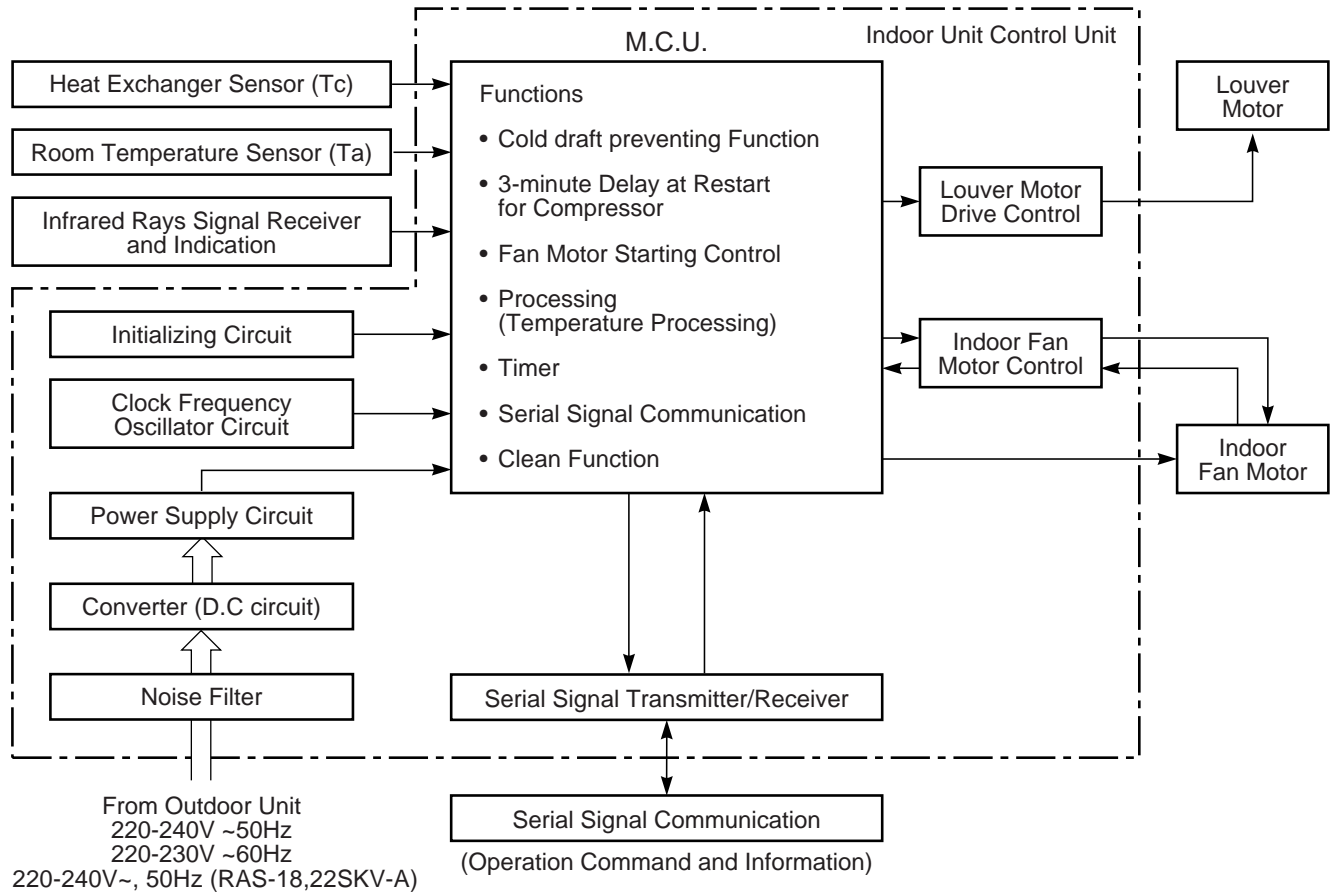 M.C.U.
Indoor Unit Control Unit
Heat Exchanger Sensor (Tc)
Room Temperature Sensor (Ta)
Infrared Rays Signal Receiver
and Indication
Initializing Circuit
Clock Frequency
Oscillator Circuit
Power Supply Circuit
Converter (D.C circuit)
Noise Filter
From Outdoor Unit
220-240V ~50Hz
220-230V ~60Hz
220-240V~, 50Hz (RAS-18,22SKV-A)
Functions
• Cold draft preventing Function
• 3-minute Delay at Restart
for Compressor
• Fan Motor Starting Control
• Processing
(Temperature Processing)
• Timer
• Serial Signal Communication
• Clean Function
Serial Signal Transmitter/Receiver
Serial Signal Communication
(Operation Command and Information)
Louver Motor
Drive Control
Indoor Fan
Motor Control
Louver
Motor
Indoor
Fan Motor